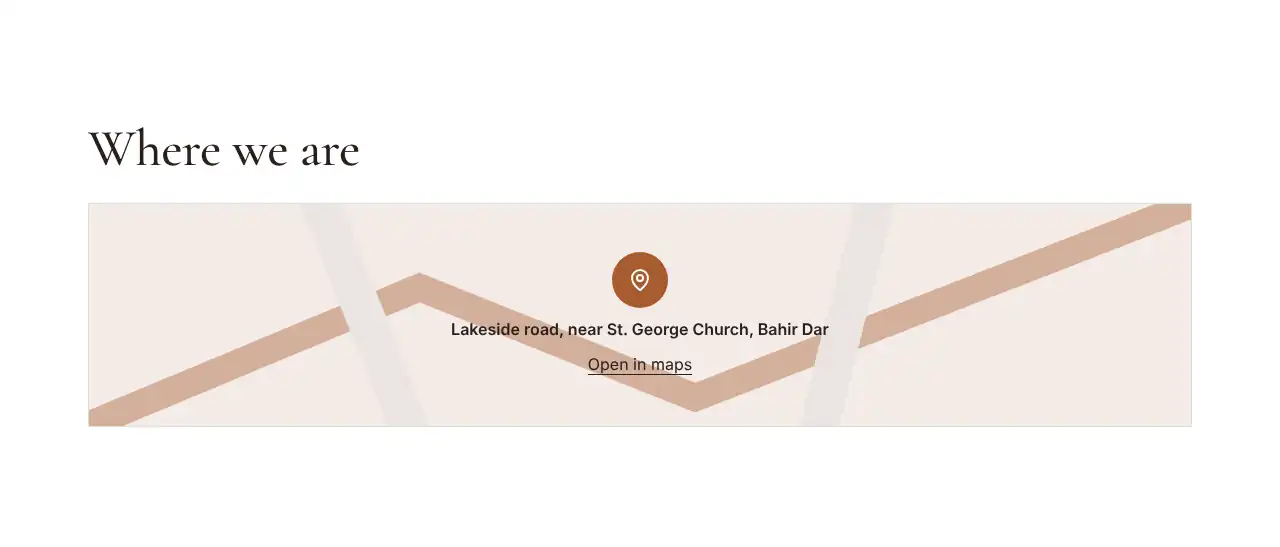 Where we are
Lakeside road, near St. George Church, Bahir Dar
Open in maps